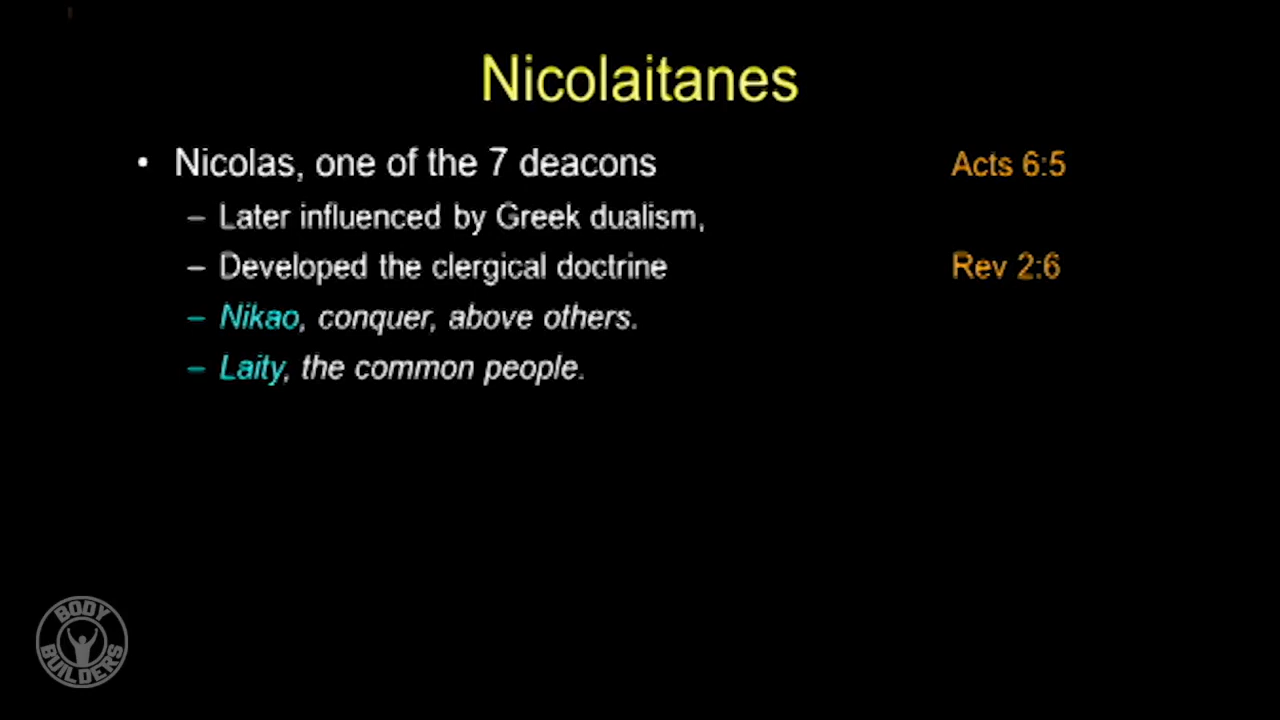 Nicolaitanes
• Nicolas, one of the 7 deacons Acts 6:5
– Later influenced by Greek dualism,
– Developed the clergical doctrine Rev 2:6
– Nikao, conquer, above others.
– Laity, the common people.
BODY
BUILDERS